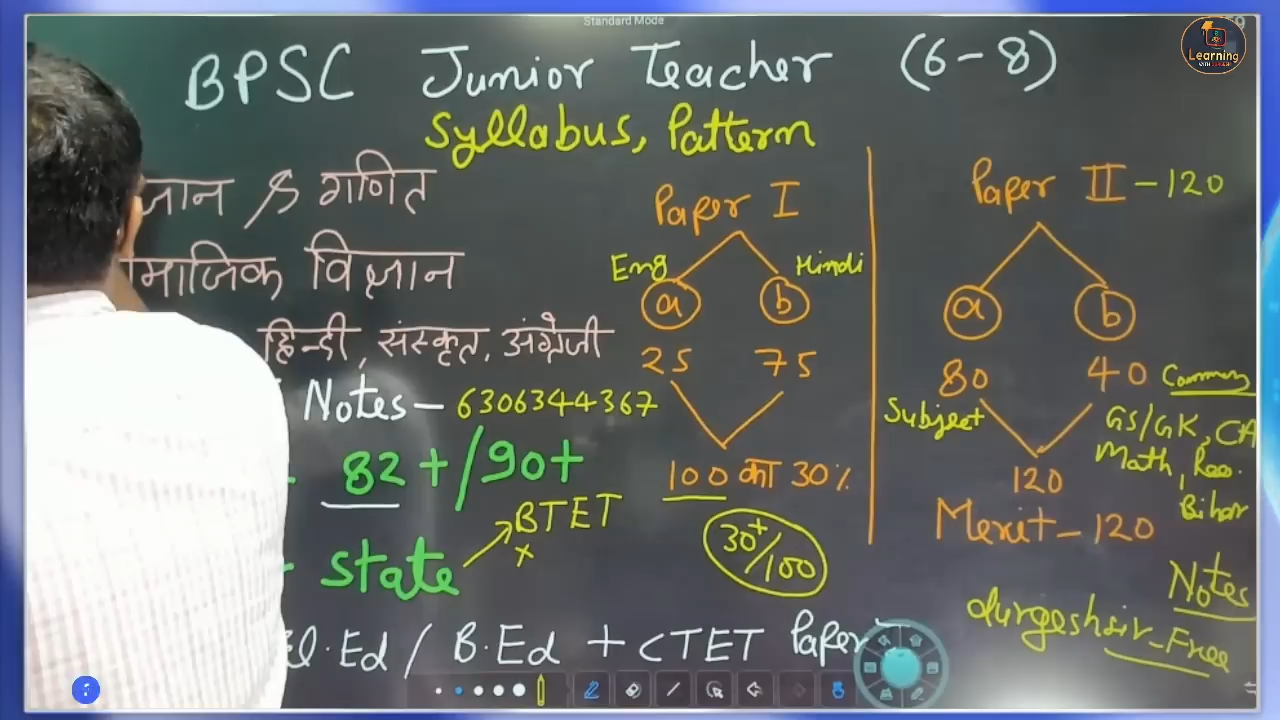 Standard Mode
Learning
BPSC Junior Teacher (6-8)
Syllabus, Pattern
गणित
विज्ञान
हिन्दी, संस्कृत, अंग्रेजी
Notes - 6306344367
82+/90+
State → BTET
x
Ed / B.Ed + CTET Paper
Paper I
Eng Hindi
a b
25 75
100 का 30%
30+/100
Paper II - 120
a b
80 40 Common
Subject GS/GK, CA
Math, Rea.
Bihar
120
Merit - 120
Notes
durgeshsir-Free